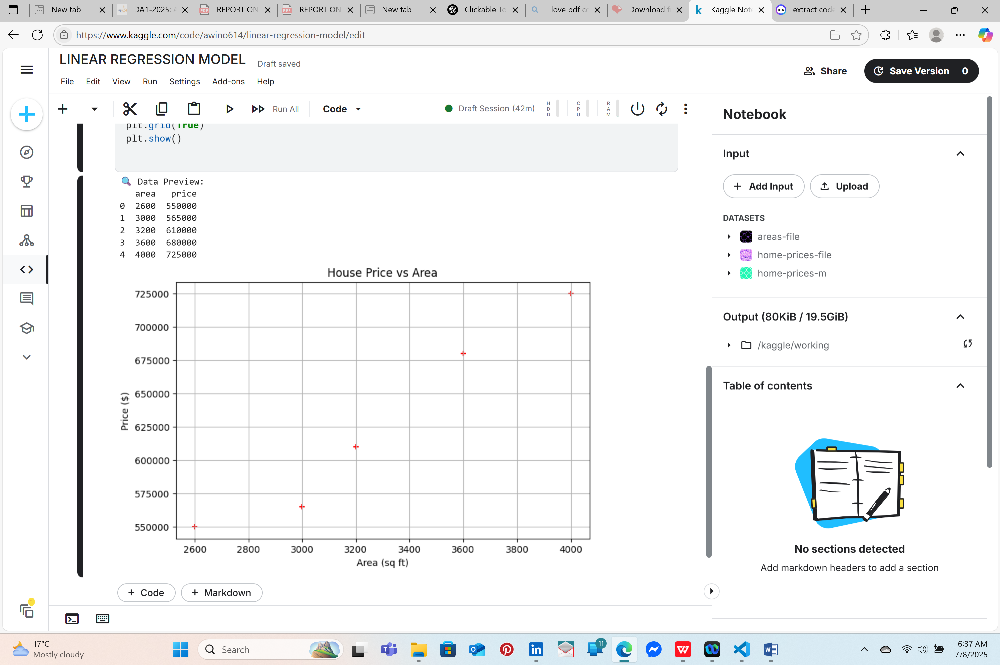 New tab
DA1-2025: A
REPORT ON
REPORT ON
New tab
Clickable To
i love pdf co
Download f
Kaggle Note
extract code
https://www.kaggle.com/code/awino614/linear-regression-model/edit
LINEAR REGRESSION MODEL
Draft saved
File Edit View Run Settings Add-ons Help
Share
Save Version 0
Run All
Code
Draft Session (42m)
HDD
CPU
RAM
plt.grid(True)
plt.show()
🔍 Data Preview:
area price
0 2600 550000
1 3000 565000
2 3200 610000
3 3600 680000
4 4000 725000
House Price vs Area
725000
700000
675000
650000
625000
600000
575000
550000
Price ($)
2600 2800 3000 3200 3400 3600 3800 4000
Area (sq ft)
+ Code
+ Markdown
Notebook
Input
+ Add Input
Upload
DATASETS
areas-file
home-prices-file
home-prices-m
Output (80KiB / 19.5GiB)
/kaggle/working
Table of contents
No sections detected
Add markdown headers to add a section
1
17°C
Mostly cloudy
Search
11
6:37 AM
7/8/2025